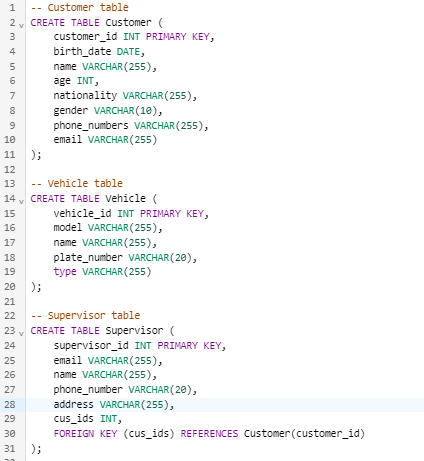 1 -- Customer table
2 CREATE TABLE Customer (
3 customer_id INT PRIMARY KEY,
4 birth_date DATE,
5 name VARCHAR(255),
6 age INT,
7 nationality VARCHAR(255),
8 gender VARCHAR(10),
9 phone_numbers VARCHAR(255),
10 email VARCHAR(255)
11 );
12
13 -- Vehicle table
14 CREATE TABLE Vehicle (
15 vehicle_id INT PRIMARY KEY,
16 model VARCHAR(255),
17 name VARCHAR(255),
18 plate_number VARCHAR(20),
19 type VARCHAR(255)
20 );
21
22 -- Supervisor table
23 CREATE TABLE Supervisor (
24 supervisor_id INT PRIMARY KEY,
25 email VARCHAR(255),
26 name VARCHAR(255),
27 phone_number VARCHAR(20),
28 address VARCHAR(255),
29 cus_ids INT,
30 FOREIGN KEY (cus_ids) REFERENCES Customer(customer_id)
31 );